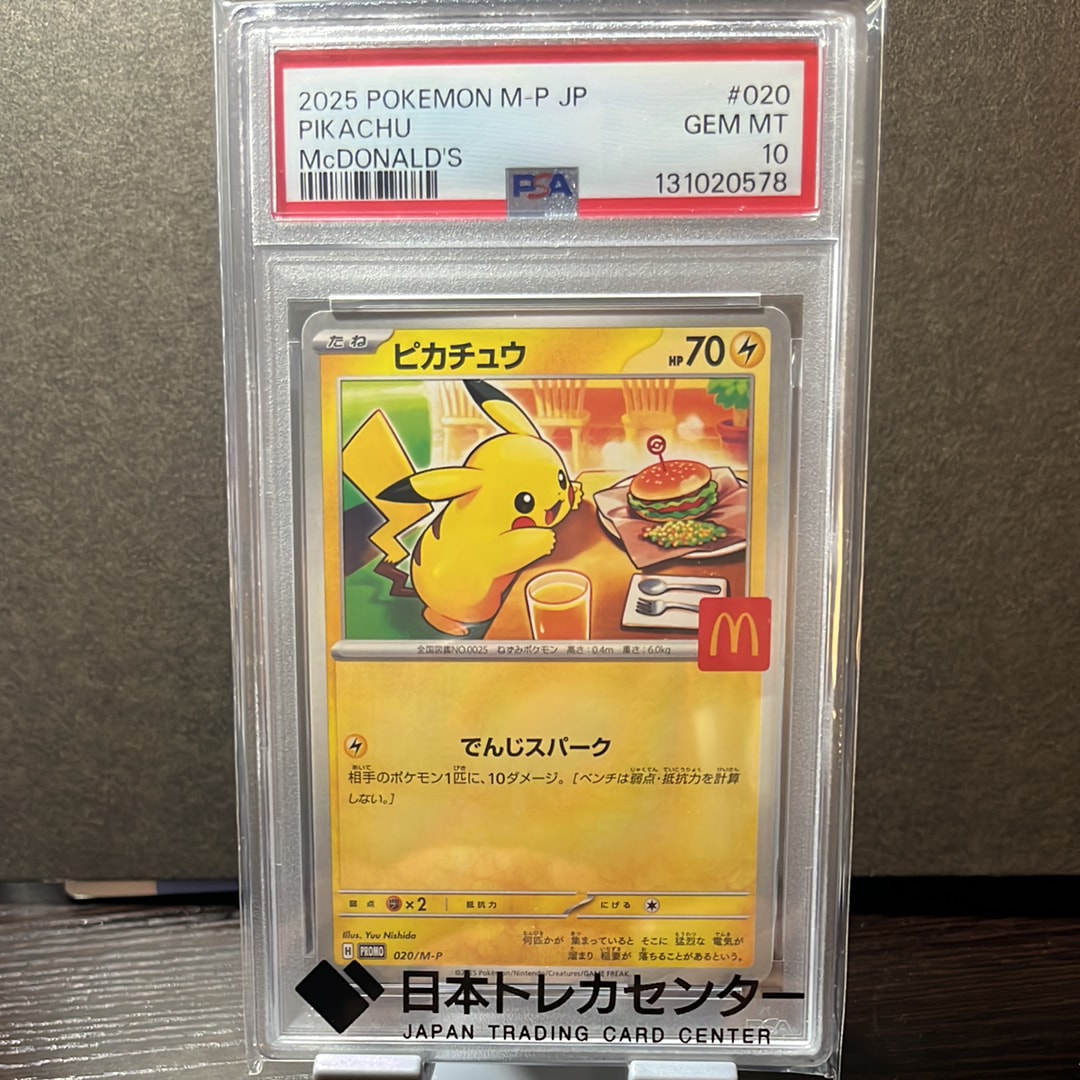 2025 POKEMON M-P JP #020
PIKACHU GEM MT
McDONALD'S 10
PSA 131020578
たね ピカチュウ HP70
全国図鑑NO.0025 ねずみポケモン 高さ:0.4m 重さ:6.0kg
でんじスパーク
相手のポケモン1匹に、10ダメージ。[ベンチは弱点・抵抗力を計算
しない。]
弱点 ×2 抵抗力 にげる
Illus. Yuu Nishida
何匹かが 集まっていると そこに 猛烈な 電気が
H PROMO 020/M-P
溜まり 稲妻が 落ちることがあるという。
©2025 Pokémon/Nintendo/Creatures/GAME FREAK.
日本トレカセンター
JAPAN TRADING CARD CENTER